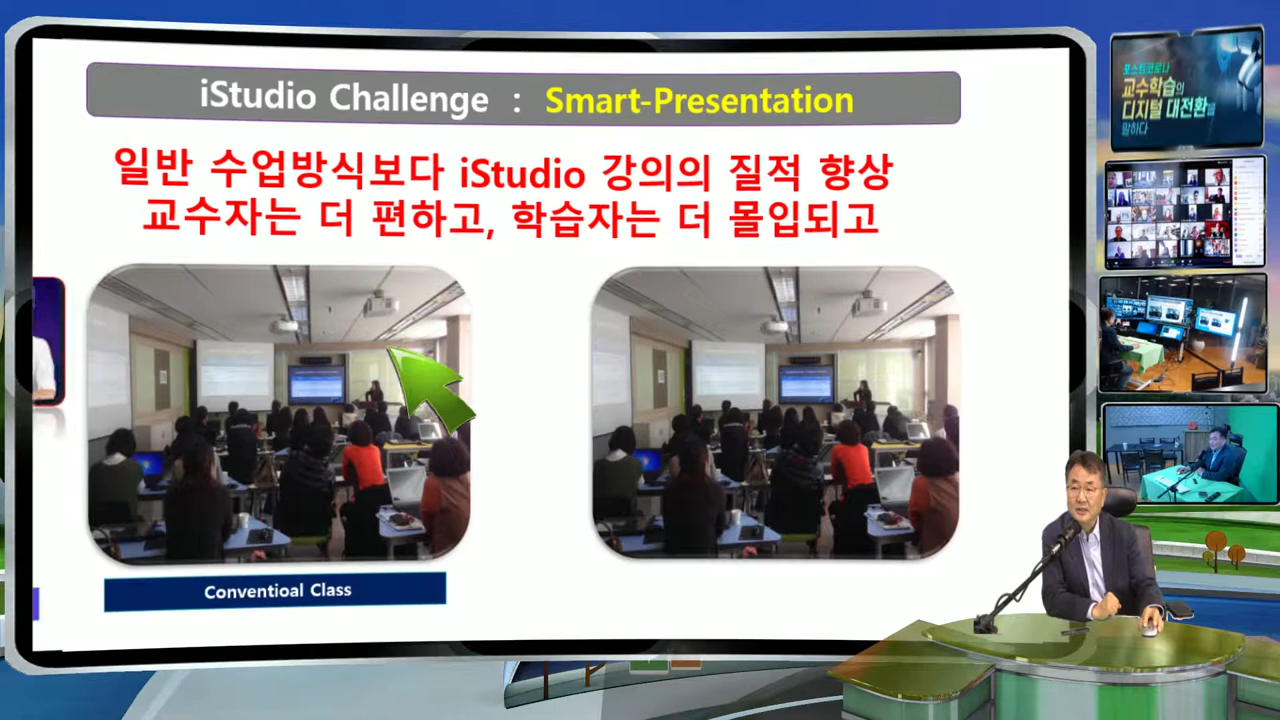 iStudio Challenge : Smart-Presentation
일반 수업방식보다 iStudio 강의의 질적 향상
교수자는 더 편하고, 학습자는 더 몰입되고
Conventioal Class
포스트코로나
교수학습의
디지털 대전환을
말하다